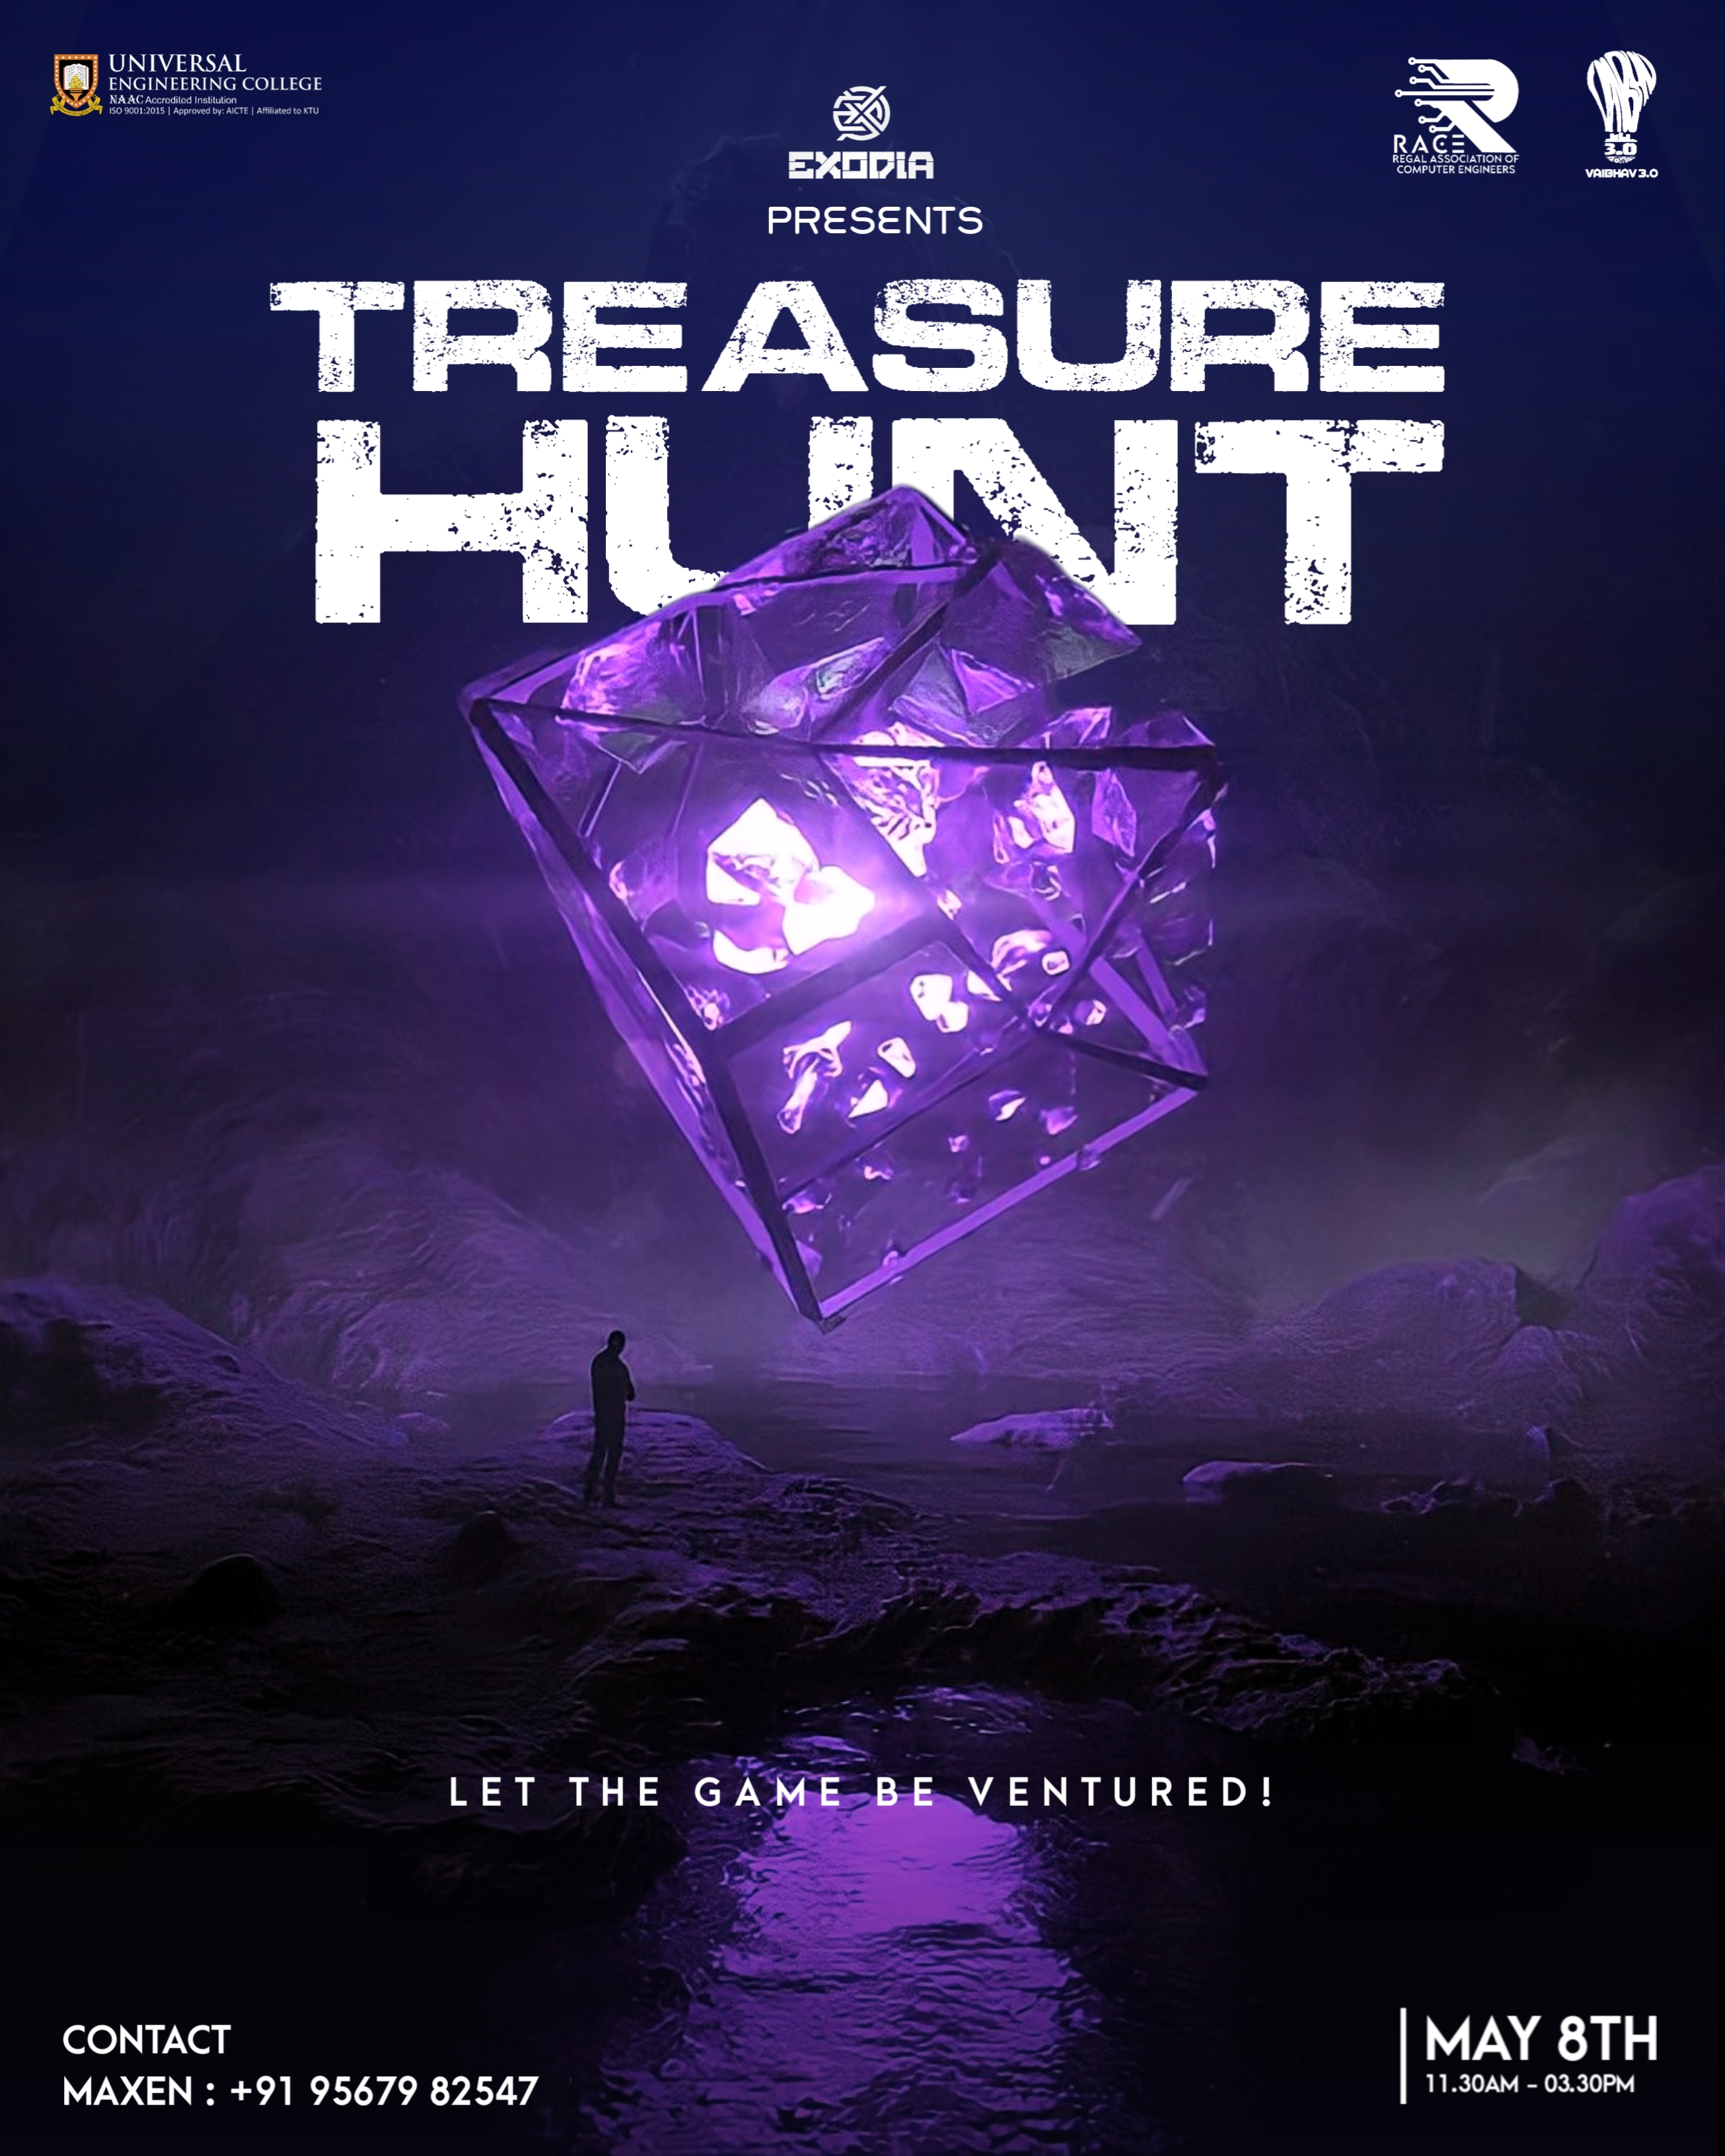 UNIVERSAL
ENGINEERING COLLEGE
NAAC Accredited Institution
ISO 9001:2015 | Approved by: AICTE | Affiliated to KTU
EXODIA
PRESENTS
RACE
REGAL ASSOCIATION OF
COMPUTER ENGINEERS
3.0
VAIBHAV 3.0
TREASURE
HUNT
LET THE GAME BE VENTURED!
CONTACT
MAXEN : +91 95679 82547
MAY 8TH
11.30AM - 03.30PM